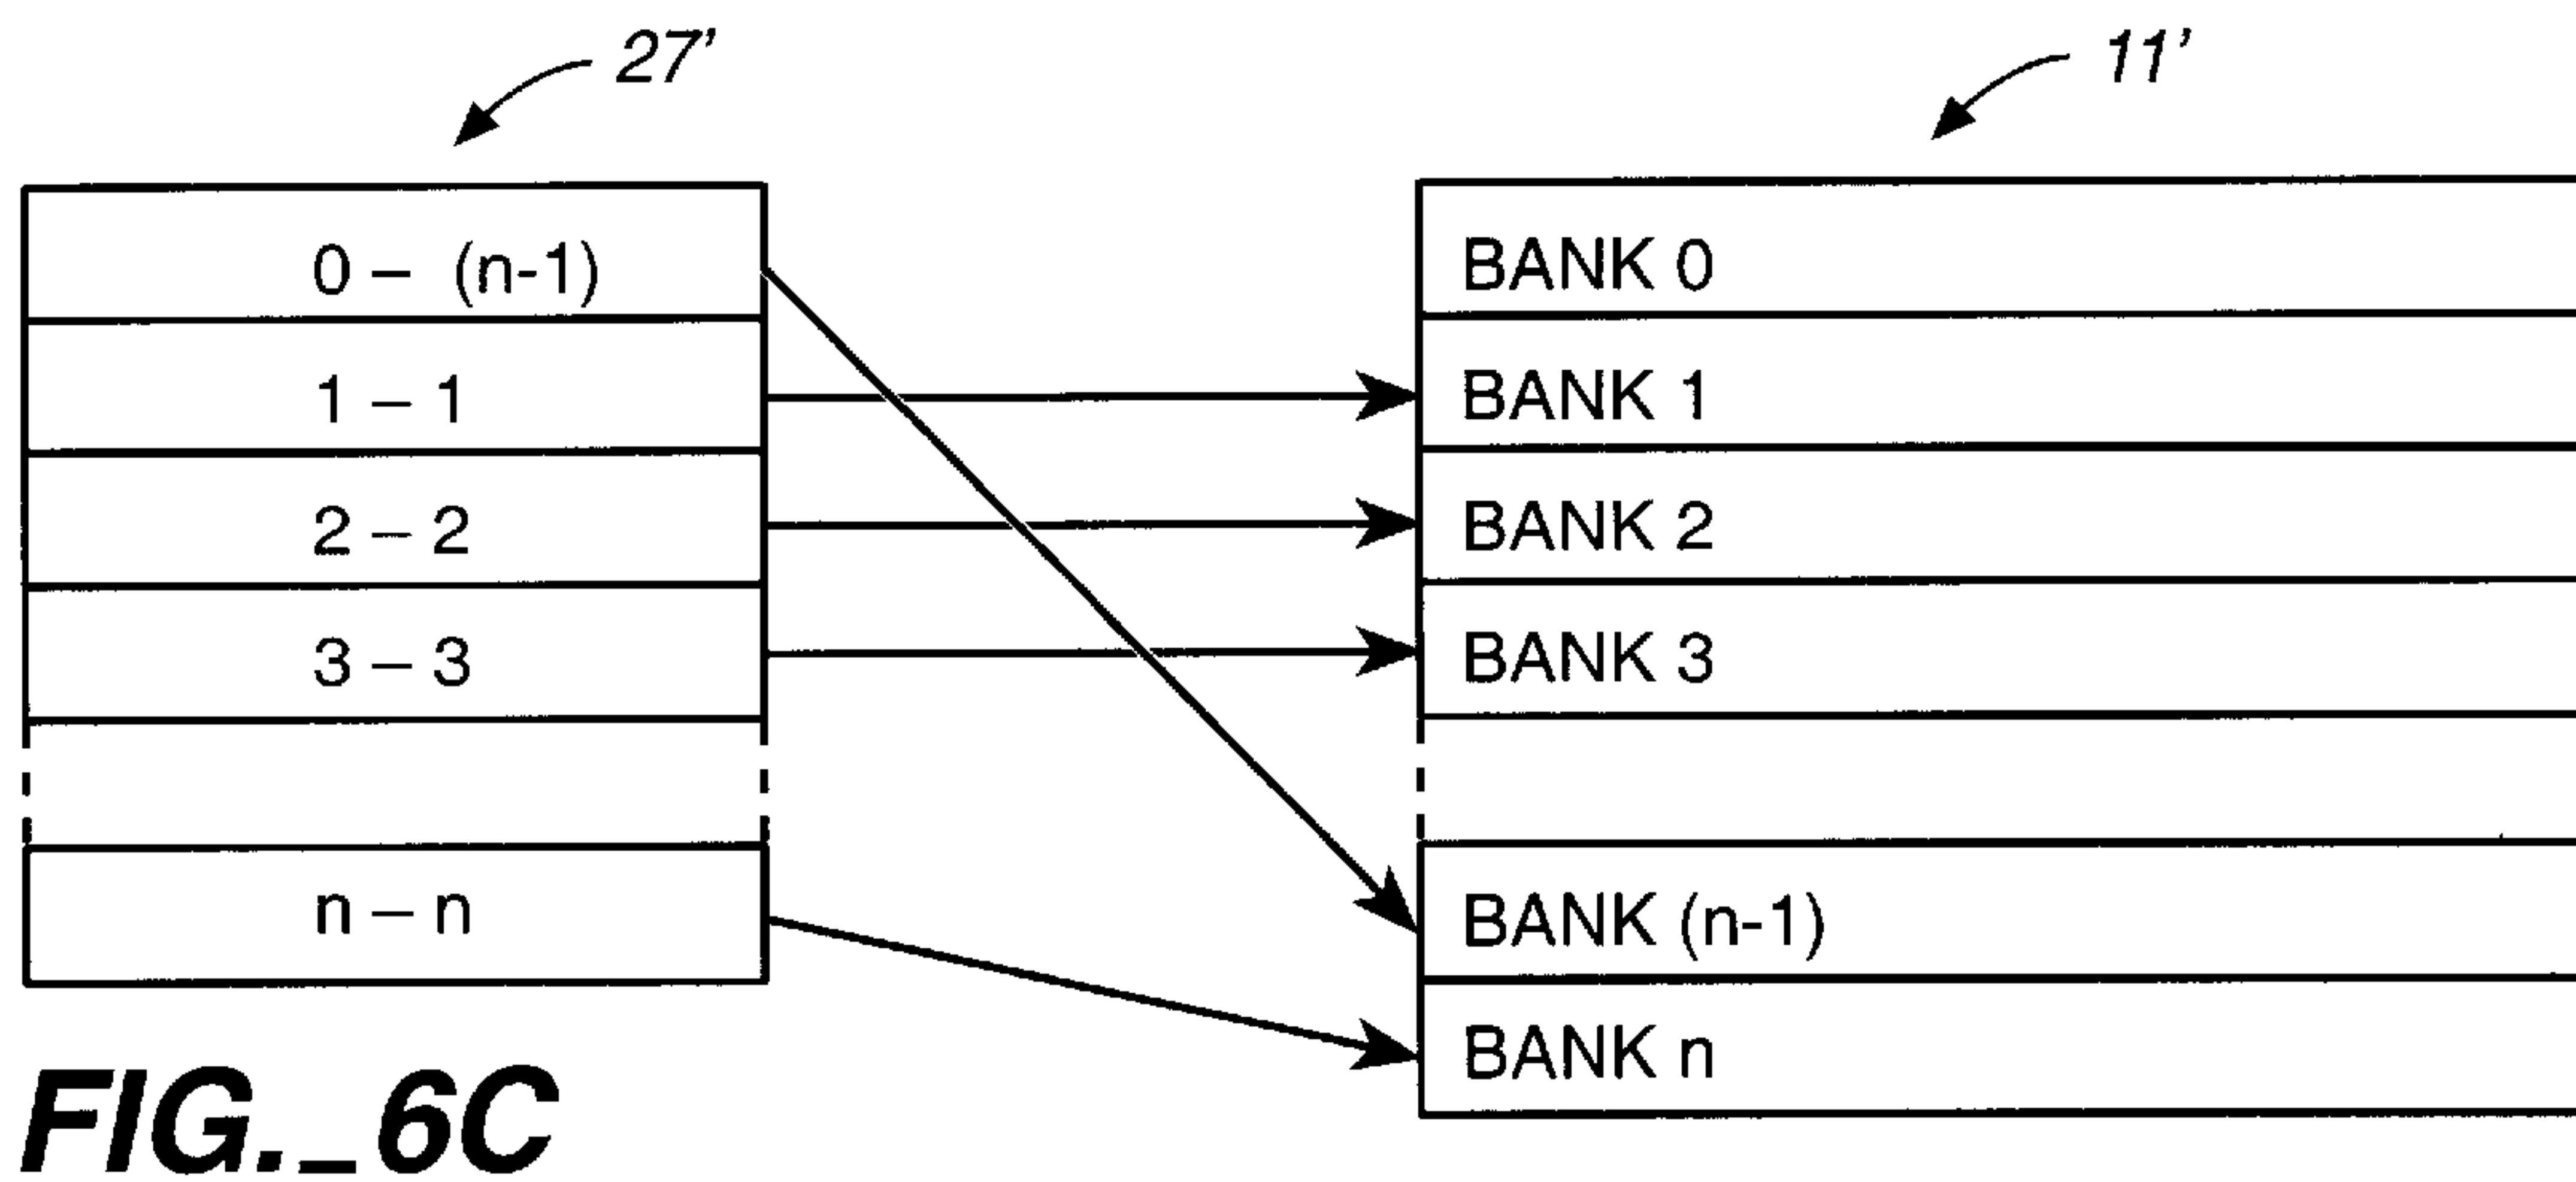 27' 11'
0 – (n-1) BANK 0
1 – 1 BANK 1
2 – 2 BANK 2
3 – 3 BANK 3
n – n BANK (n-1)
BANK n
FIG._6C